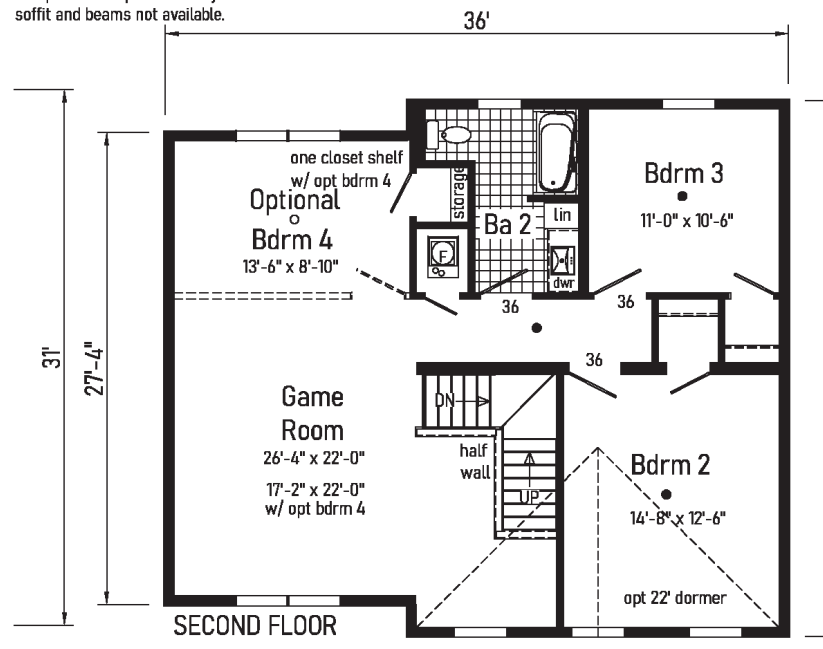 soffit and beams not available.
36'
one closet shelf
w/ opt bdrm 4
Optional
Bdrm 4
13'-6" x 8'-10"
storage
Ba 2
lin
dwr
F
Bdrm 3
11'-0" x 10'-6"
36
36
36
31'
27'-4"
Game
Room
26'-4" x 22'-0"
17'-2" x 22'-0"
w/ opt bdrm 4
DN
half
wall
UP
Bdrm 2
14'-8" x 12'-6"
opt 22' dormer
SECOND FLOOR